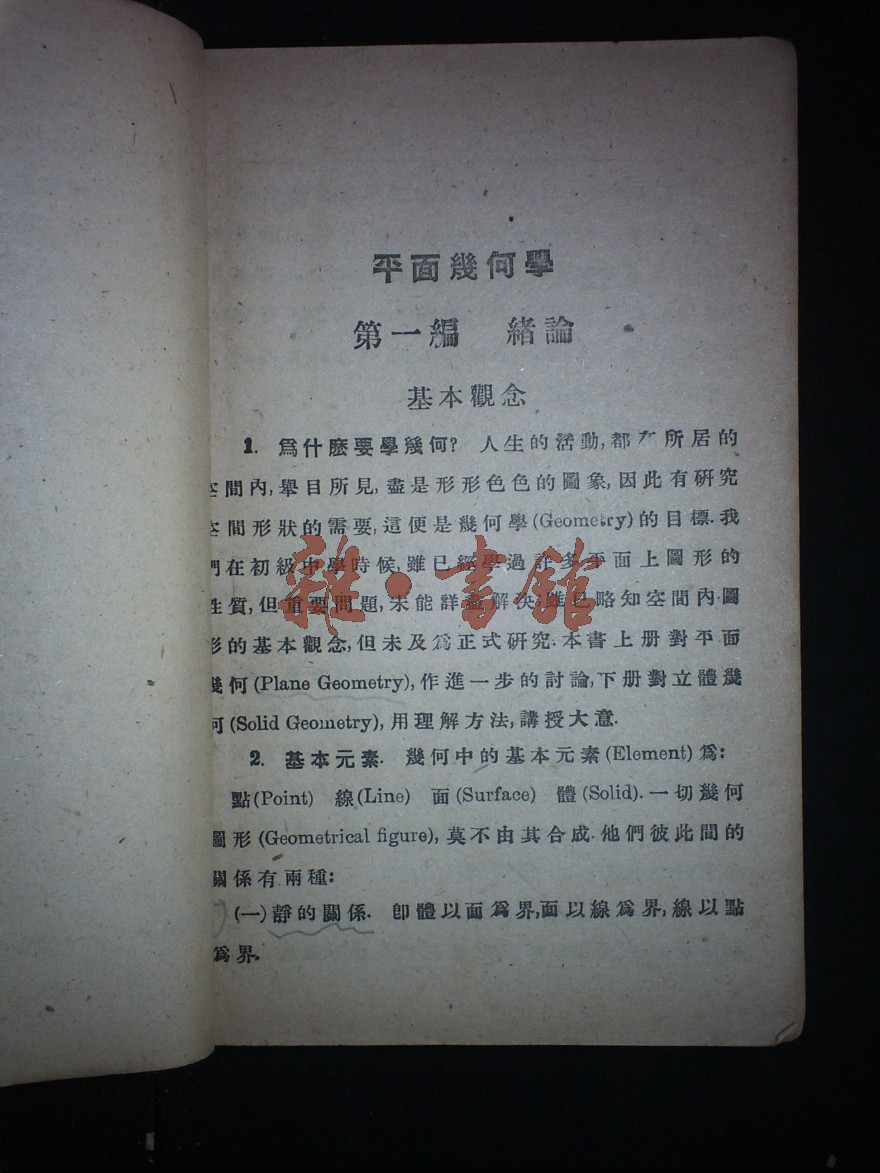 平面幾何學
第一編 緒論
基本觀念
1. 爲什麽要學幾何? 人生的活動,都在所居的
空間內,舉目所見,盡是形形色色的圖象,因此有研究
空間形狀的需要,這便是幾何學(Geometry)的目標.我
們在初級中學時候,雖已經學過許多平面上圖形的
性質,但重要問題,未能詳盡解決,雖已略知空間內圖
形的基本觀念,但未及爲正式研究.本書上册對平面
幾何(Plane Geometry),作進一步的討論,下册對立體幾
何(Solid Geometry),用理解方法,講授大意.
2. 基本元素. 幾何中的基本元素(Element)爲:
點(Point) 線(Line) 面(Surface) 體(Solid).一切幾何
圖形(Geometrical figure),莫不由其合成.他們彼此間的
關係有兩種:
(一)靜的關係. 卽體以面爲界,面以線爲界,線以點
爲界.
雜·書館